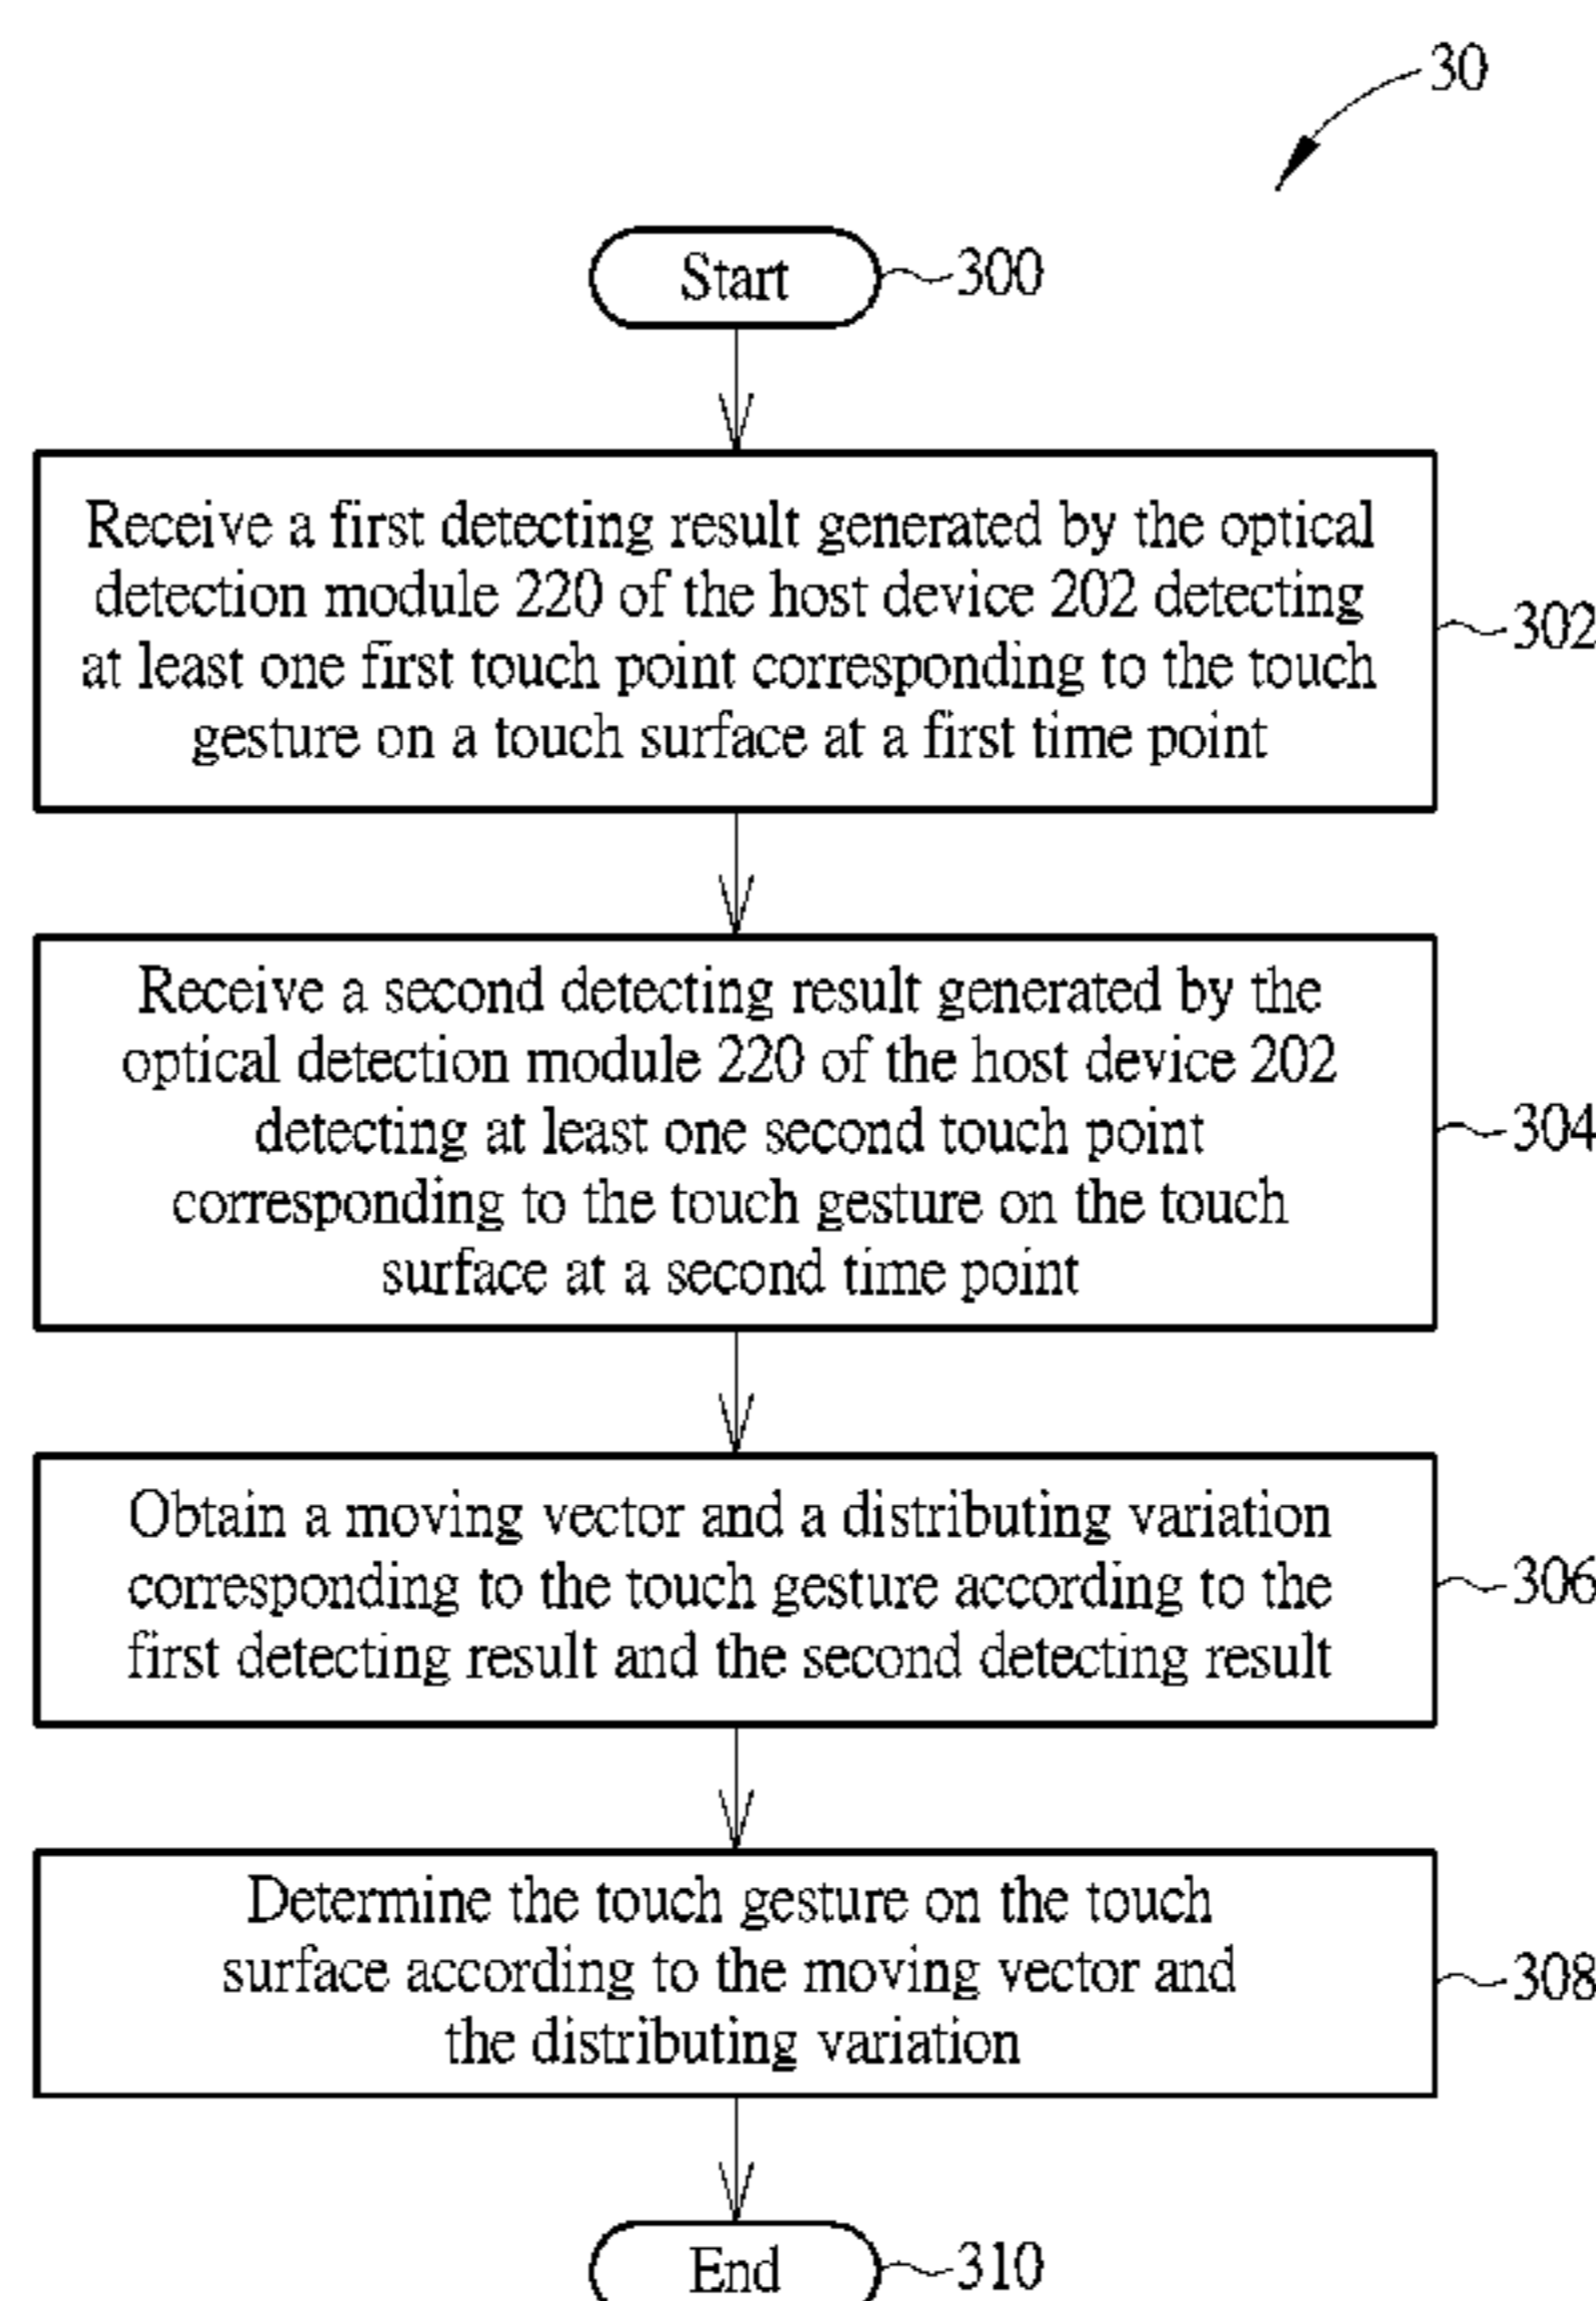 30
Start
300
Receive a first detecting result generated by the optical
detection module 220 of the host device 202 detecting
at least one first touch point corresponding to the touch
gesture on a touch surface at a first time point
302
Receive a second detecting result generated by the
optical detection module 220 of the host device 202
detecting at least one second touch point
corresponding to the touch gesture on the touch
surface at a second time point
304
Obtain a moving vector and a distributing variation
corresponding to the touch gesture according to the
first detecting result and the second detecting result
306
Determine the touch gesture on the touch
surface according to the moving vector and
the distributing variation
308
End
310